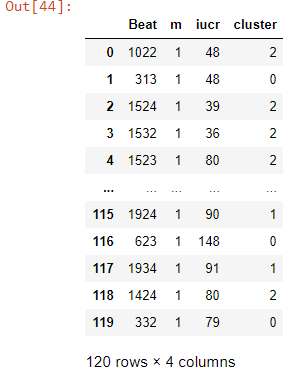 Out[44]:
Beat m iucr cluster
0 1022 1 48 2
1 313 1 48 0
2 1524 1 39 2
3 1532 1 36 2
4 1523 1 80 2
... ... ... ... ...
115 1924 1 90 1
116 623 1 148 0
117 1934 1 91 1
118 1424 1 80 2
119 332 1 79 0
120 rows × 4 columns